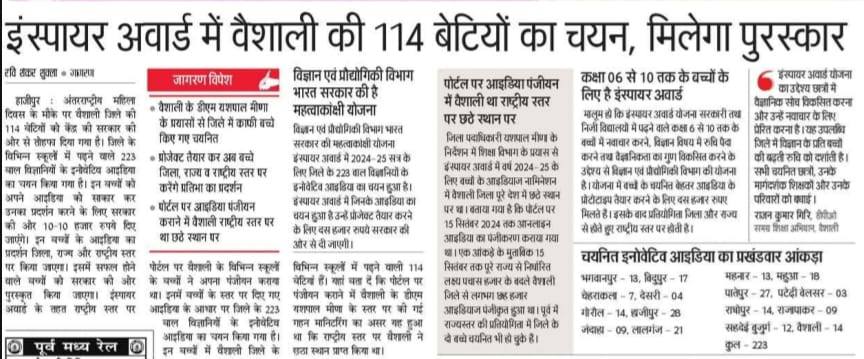 इंस्पायर अवार्ड में वैशाली की 114 बेटियों का चयन, मिलेगा पुरस्कार
रवि शंकर शुक्ला • जागरण
हाजीपुर : अंतरराष्ट्रीय महिला
दिवस के मौके पर वैशाली जिले की
114 बेटियों को केंद्र की सरकार की
ओर से तोहफा दिया गया है। जिले के
विभिन्न स्कूलों में पढ़ने वाले 223
बाल विज्ञानियों के इनोवेटिव आइडिया
का चयन किया गया है। इन बच्चों को
अपने आइडिया को साकार कर
उनका प्रदर्शन करने के लिए सरकार
की ओर 10-10 हजार रुपये दिए
जाएंगे। इन बच्चों के आइडिया का
प्रदर्शन जिला, राज्य और राष्ट्रीय स्तर
पर किया जाएगा। इसमें सफल होने
वाले बच्चों को सरकार की ओर
पुरस्कृत किया जाएगा। इंस्पायर
अवार्ड के तहत राष्ट्रीय स्तर पर
जागरण विशेष
• वैशाली के डीएम यशपाल मीणा
के प्रयासों से जिले में काफी बच्चे
किए गए चयनित
• प्रोजेक्ट तैयार कर अब बच्चे
जिला, राज्य व राष्ट्रीय स्तर पर
करेंगे प्रतिभा का प्रदर्शन
• पोर्टल पर आइडिया पंजीयन
कराने में वैशाली राष्ट्रीय स्तर पर
था छठे स्थान पर
पोर्टल पर वैशाली के विभिन्न स्कूलों
के बच्चों ने अपना पंजीयन कराया
था। इनमें बच्चों के स्तर पर दिए गए
आइडिया के आधार पर जिले के 223
बाल विज्ञानियों के इनोवेटिव
आइडिया का चयन किया गया है।
इन बच्चों में वैशाली जिले के
विज्ञान एवं प्रौद्योगिकी विभाग
भारत सरकार की है
महत्वाकांक्षी योजना
विज्ञान एवं प्रौद्योगिकी विभाग भारत
सरकार की महत्वाकांक्षी योजना
इंस्पायर अवार्ड में 2024-25 सत्र के
लिए जिले के 223 बाल विज्ञानियों के
इनोवेटिव आइडिया का चयन हुआ है।
इंस्पायर अवार्ड में जिनके आइडिया का
चयन हुआ है उन्हें प्रोजेक्ट तैयार करने
के लिए दस हजार रुपये सरकार की
ओर से दी जाएगी।
विभिन्न स्कूलों में पढ़ने वाली 114
बेटियां हैं। यहां बता दें कि पोर्टल पर
पंजीयन कराने में वैशाली के डीएम
यशपाल मीणा के स्तर पर की गई
गहन मानिटरिंग का असर यह हुआ
था कि राष्ट्रीय स्तर पर वैशाली ने
छठा स्थान प्राप्त किया था।
पोर्टल पर आइडिया पंजीयन
में वैशाली था राष्ट्रीय स्तर
पर छठे स्थान पर
जिला पदाधिकारी यशपाल मीणा के
निर्देशन में शिक्षा विभाग के प्रयास से
इंस्पायर अवार्ड में वर्ष 2024-25 के
लिए बच्चों के आइडियाज नामिनेशन
में वैशाली जिला पूरे देश में छठे स्थान
पर था। बताया गया है कि पोर्टल पर
15 सितंबर 2024 तक आनलाइन
आइडिया का पंजीकरण कराया गया
था। एक आंकड़े के मुताबिक 15
सितंबर तक पूरे राज्य से निर्धारित
लक्ष्य पचास हजार के बदले वैशाली
जिले से लगभग छह हजार
आइडियाज पंजीकृत हुआ था। पूर्व में
राज्यस्तर की प्रतियोगिता में जिले के
दो बच्चे चयनित भी हो चुके हैं।
कक्षा 06 से 10 तक के बच्चों के
लिए है इंस्पायर अवार्ड
मालूम हो कि इंस्पायर अवार्ड योजना सरकारी तथा
निजी विद्यालयों में पढ़ने वाले कक्षा 6 से 10 तक के
बच्चों में नवाचार करने, विज्ञान विषय में रुचि पैदा
करने तथा वैज्ञानिकता का गुण विकसित करने के
उद्देश्य से विज्ञान एवं प्रौद्योगिकी विभाग की योजना
है। योजना में बच्चों के चयनित बेहतर आइडिया के
प्रोटोटाइप तैयार करने के लिए दस हजार रुपए
मिलते हैं। इसके बाद प्रतियोगिता जिला और राज्य
से होते हुए राष्ट्रीय स्तर पर होती है।
इंस्पायर अवार्ड योजना
का उद्देश्य छात्रों में
वैज्ञानिक सोच विकसित करना
और उन्हें नवाचार के लिए
प्रेरित करना है। यह उपलब्धि
जिले में विज्ञान के प्रति बच्चों
की बढ़ती रुचि को दर्शाती है।
सभी चयनित छात्रों, उनके
मार्गदर्शक शिक्षकों और उनके
परिवारों को बधाई।
राजन कुमार गिरि, डीपीओ
समग्र शिक्षा अभियान, वैशाली
चयनित इनोवेटिव आइडिया का प्रखंडवार आंकड़ा
भगवानपुर - 13, बिदुपुर - 17
चेहराकला - 7, देसरी - 04
गोरौल - 14, हाजीपुर - 28
जंदाहा - 09, लालगंज - 21
महनार - 13, महुआ - 18
पातेपुर - 27, पटेढ़ी बेलसर - 03
राघोपुर - 14, राजापाकर - 09
सहदेई बुजुर्ग - 12, वैशाली - 14
कुल - 223
पूर्व मध्य रेल